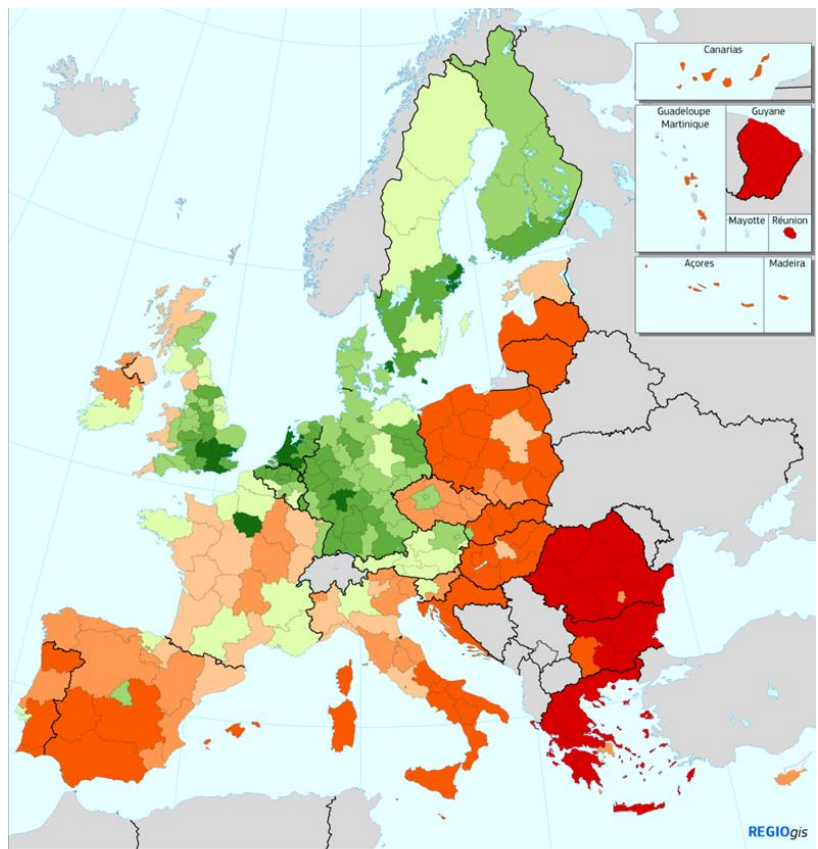 Canarias
Guadeloupe
Martinique
Guyane
Mayotte
Réunion
Açores
Madeira
REGIOgis